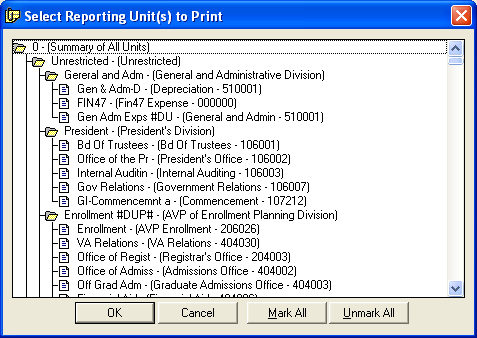 Select Reporting Unit(s) to Print
0 - (Summary of All Units)
Unrestricted - (Unrestricted)
Gereral and Adm - (General and Administrative Division)
Gen & Adm-D - (Depreciation - 510001)
FIN47 - (Fin47 Expense - 000000)
Gen Adm Exps #DU - (General and Admin - 510001)
President - (President's Division)
Bd Of Trustees - (Bd Of Trustees - 106001)
Office of the Pr - (President's Office - 106002)
Internal Auditin - (Internal Auditing - 106003)
Gov Relations - (Government Relations - 106007)
GI-Commencemnt a - (Commencement - 107212)
Enrollment #DUP# - (AVP of Enrollment Planning Division)
Enrollment - (AVP Enrollment - 206026)
VA Relations - (VA Relations - 404030)
Office of Regist - (Registrar's Office - 204003)
Office of Admiss - (Admissions Office - 404002)
Off Grad Adm - (Graduate Admissions Office - 404003)
OK
Cancel
Mark All
Unmark All